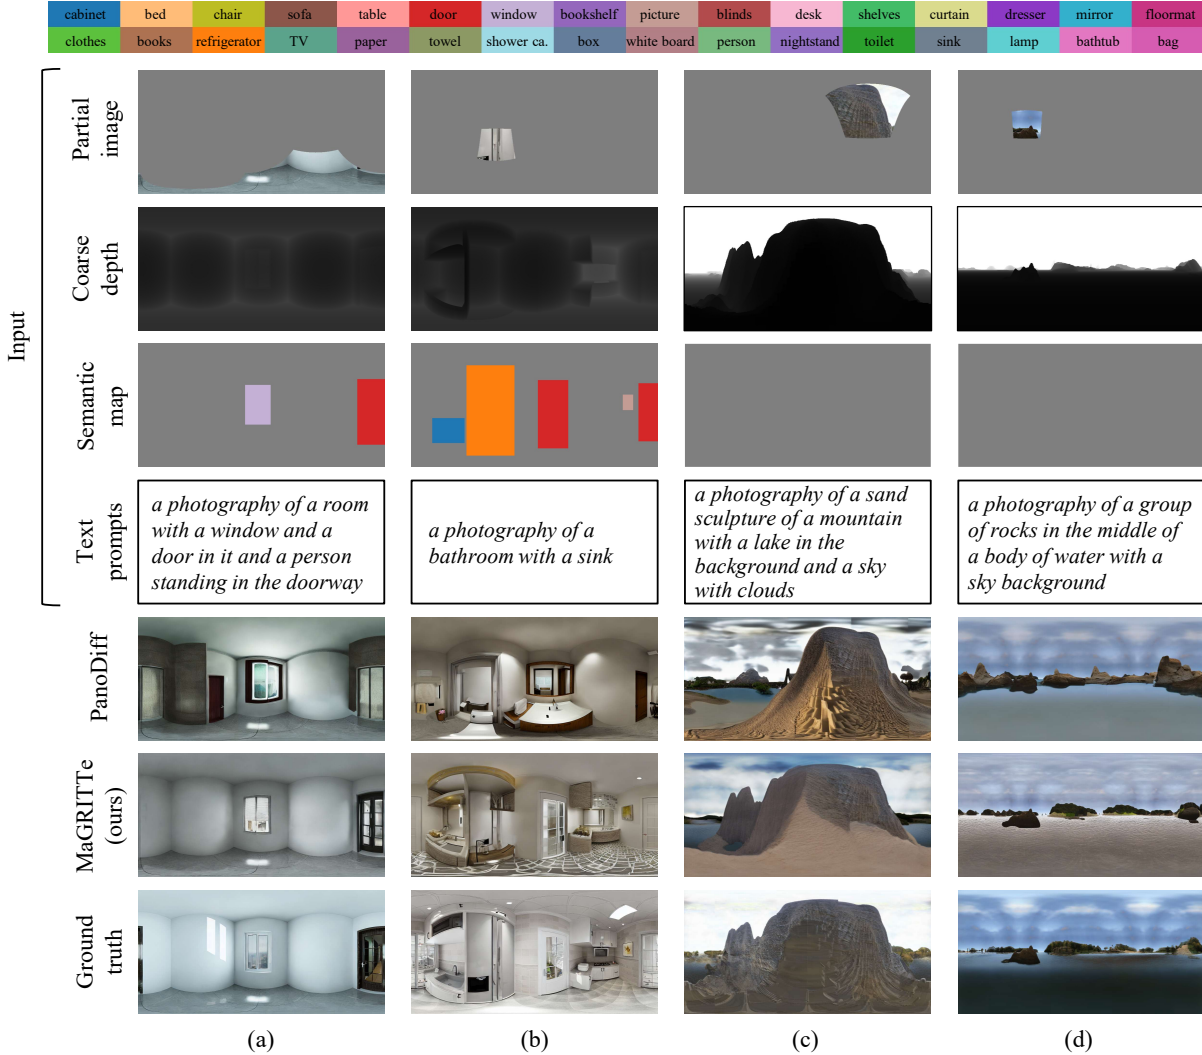 cabinet bed chair sofa table door window bookshelf picture blinds desk shelves curtain dresser mirror floormat
clothes books refrigerator TV paper towel shower ca. box white board person nightstand toilet sink lamp bathtub bag
Input
Partial
image
Coarse
depth
Semantic
map
Text
prompts
a photography of a room
with a window and a
door in it and a person
standing in the doorway
a photography of a
bathroom with a sink
a photography of a sand
sculpture of a mountain
with a lake in the
background and a sky
with clouds
a photography of a group
of rocks in the middle of
a body of water with a
sky background
PanoDiff
MaGRITTe
(ours)
Ground
truth
(a) (b) (c) (d)